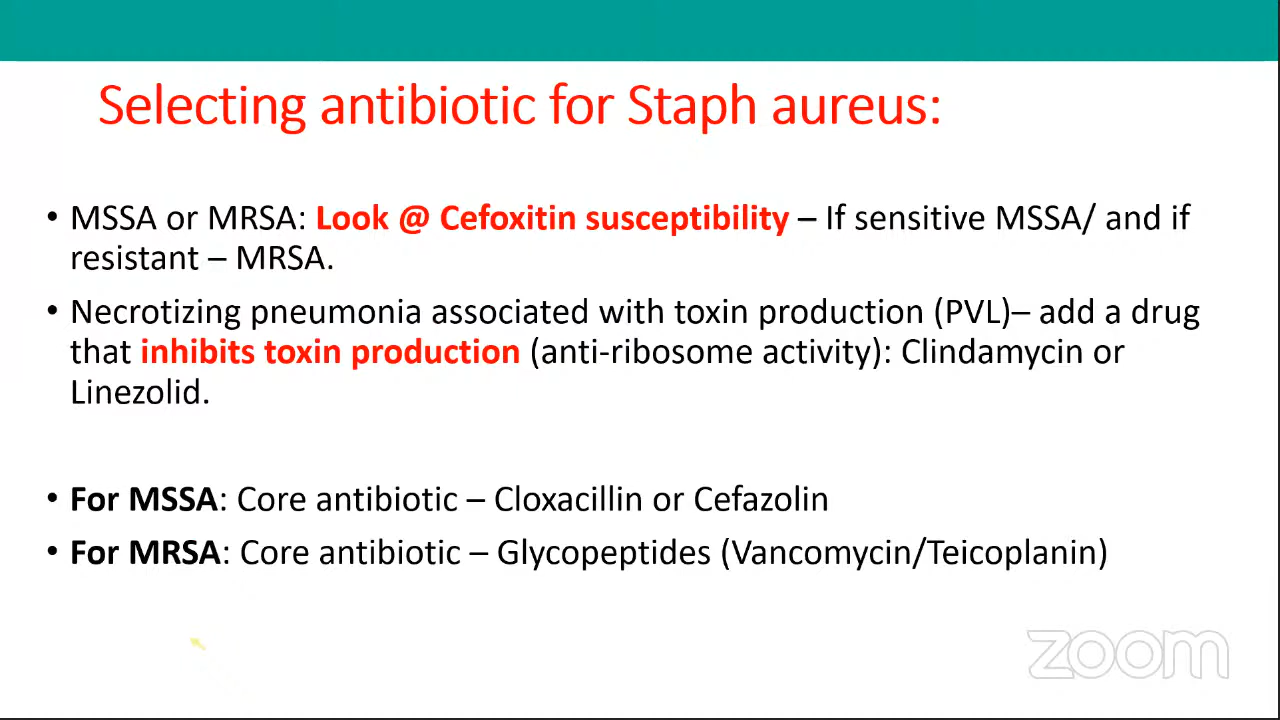 Selecting antibiotic for Staph aureus:
• MSSA or MRSA: Look @ Cefoxitin susceptibility – If sensitive MSSA/ and if
resistant – MRSA.
• Necrotizing pneumonia associated with toxin production (PVL)– add a drug
that inhibits toxin production (anti-ribosome activity): Clindamycin or
Linezolid.
• For MSSA: Core antibiotic – Cloxacillin or Cefazolin
• For MRSA: Core antibiotic – Glycopeptides (Vancomycin/Teicoplanin)
zoom